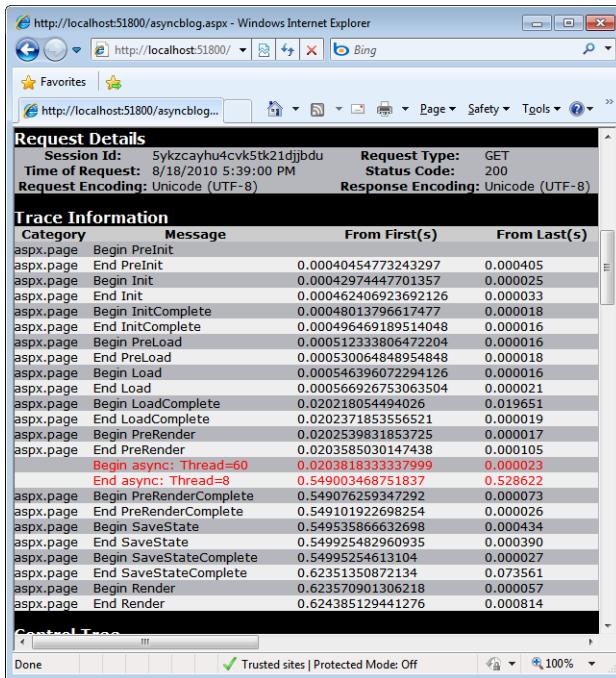 http://localhost:51800/asyncblog.aspx - Windows Internet Explorer
http://localhost:51800/ Bing
Favorites
http://localhost:51800/asyncblog... Page Safety Tools »
Request Details
Session Id: 5ykzcayhu4cvk5tk21djjbdu Request Type: GET
Time of Request: 8/18/2010 5:39:00 PM Status Code: 200
Request Encoding: Unicode (UTF-8) Response Encoding: Unicode (UTF-8)
Trace Information
Category Message From First(s) From Last(s)
aspx.page Begin PreInit
aspx.page End PreInit 0.00040454773243297 0.000405
aspx.page Begin Init 0.00042974447701357 0.000025
aspx.page End Init 0.000462406923692126 0.000033
aspx.page Begin InitComplete 0.00048013796617477 0.000018
aspx.page End InitComplete 0.000496469189514048 0.000016
aspx.page Begin PreLoad 0.000512333806472204 0.000016
aspx.page End PreLoad 0.000530064848954848 0.000018
aspx.page Begin Load 0.000546396072294126 0.000016
aspx.page End Load 0.000566926753063504 0.000021
aspx.page Begin LoadComplete 0.020218054494026 0.019651
aspx.page End LoadComplete 0.0202371853556521 0.000019
aspx.page Begin PreRender 0.0202539831853725 0.000017
aspx.page End PreRender 0.0203585030147438 0.000105
Begin async: Thread=60 0.0203818333337999 0.000023
End async: Thread=8 0.549003468751837 0.528622
aspx.page Begin PreRenderComplete 0.549076259347292 0.000073
aspx.page End PreRenderComplete 0.549101922698254 0.000026
aspx.page Begin SaveState 0.549535866632698 0.000434
aspx.page End SaveState 0.549925482960935 0.000390
aspx.page Begin SaveStateComplete 0.54995254613104 0.000027
aspx.page End SaveStateComplete 0.62351350872134 0.073561
aspx.page Begin Render 0.623570901306218 0.000057
aspx.page End Render 0.624385129441276 0.000814
Control Tree
Done Trusted sites | Protected Mode: Off 100%